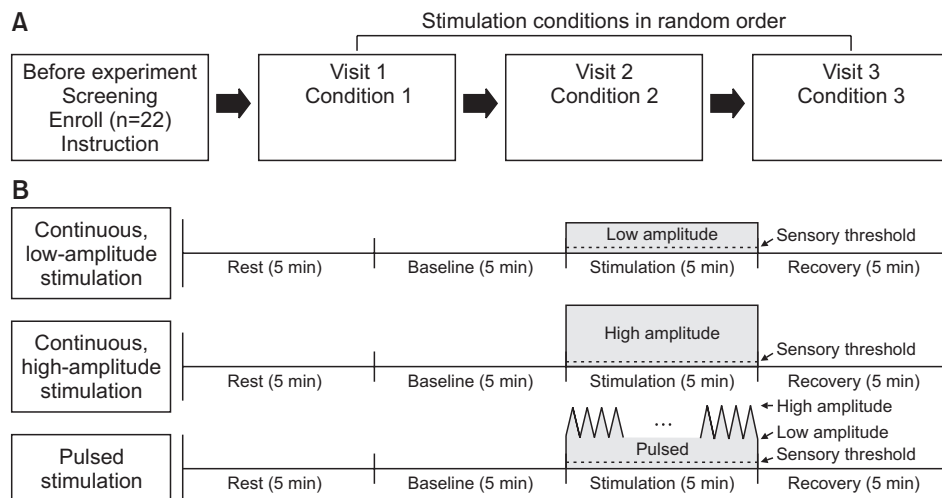 A
Stimulation conditions in random order
Before experiment
Screening
Enroll (n=22)
Instruction
Visit 1
Condition 1
Visit 2
Condition 2
Visit 3
Condition 3
B
Continuous,
low-amplitude
stimulation
Low amplitude
Sensory threshold
Rest (5 min)
Baseline (5 min)
Stimulation (5 min)
Recovery (5 min)
Continuous,
high-amplitude
stimulation
High amplitude
Sensory threshold
Rest (5 min)
Baseline (5 min)
Stimulation (5 min)
Recovery (5 min)
Pulsed
stimulation
...
High amplitude
Low amplitude
Pulsed
Sensory threshold
Rest (5 min)
Baseline (5 min)
Stimulation (5 min)
Recovery (5 min)